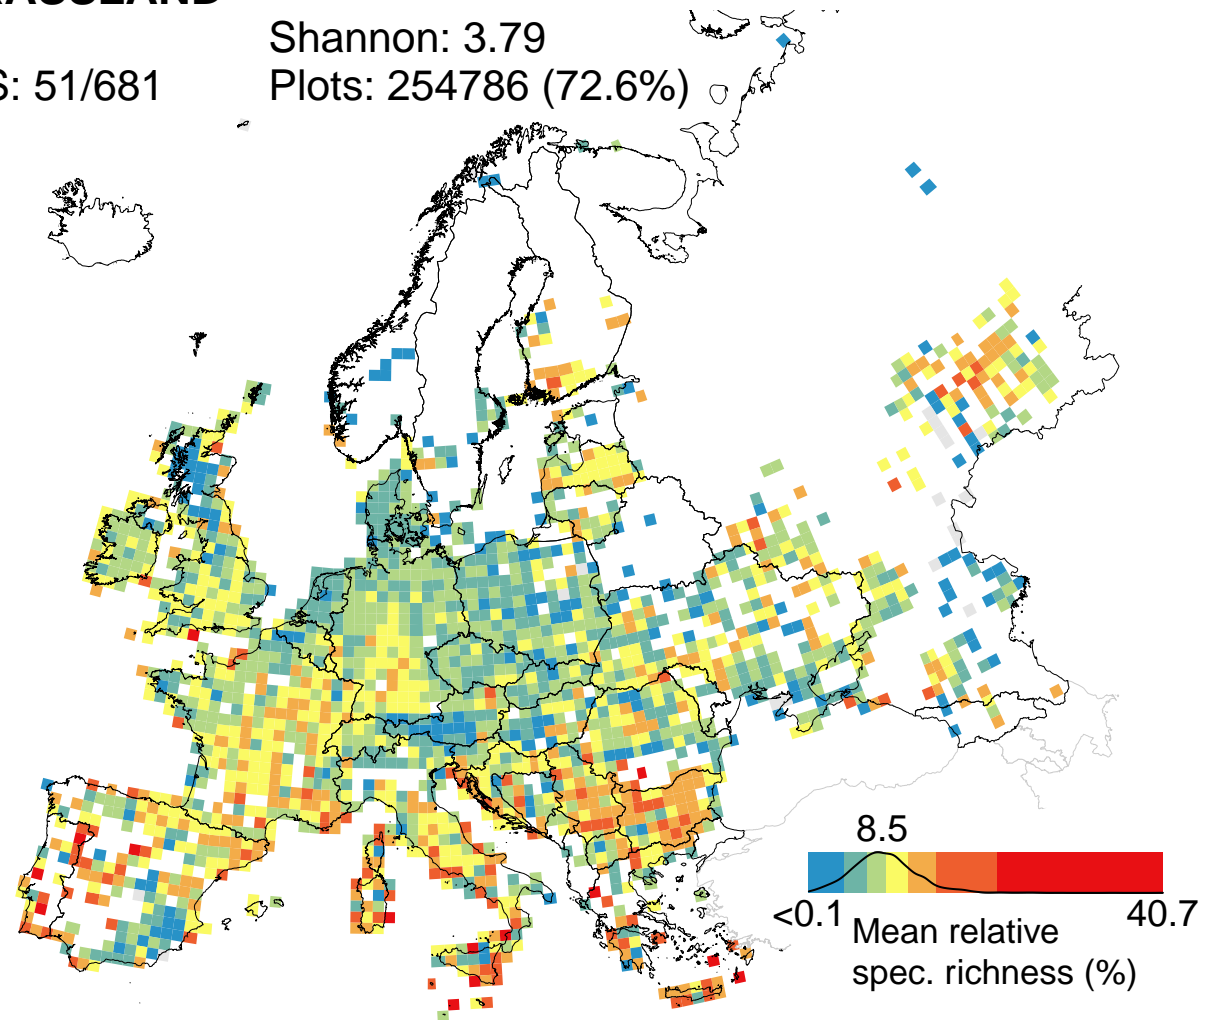 Shannon: 3.79
51/681
Plots: 254786 (72.6%)
8.5
<0.1
40.7
Mean relative
spec. richness (%)